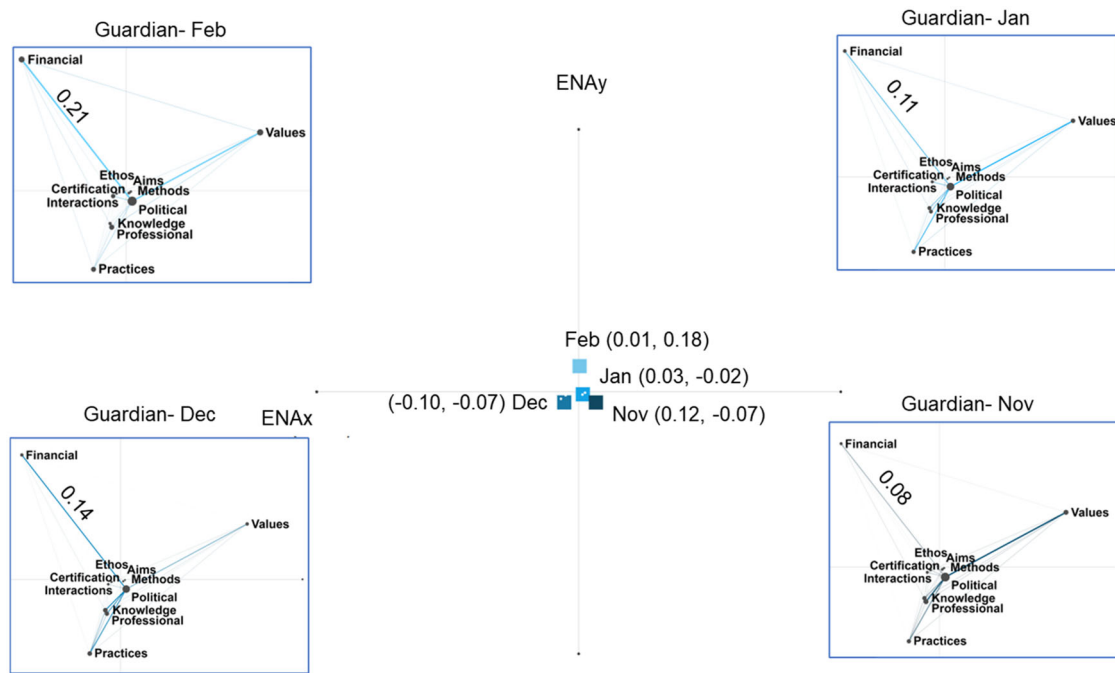 Guardian- Feb
Financial
0.21
Values
Ethos
Aims
Certification
Methods
Interactions
Political
Knowledge
Professional
Practices
ENAy
Guardian- Jan
Financial
0.11
Values
Ethos
Aims
Certification
Methods
Interactions
Political
Knowledge
Professional
Practices
Feb (0.01, 0.18)
Jan (0.03, -0.02)
(-0.10, -0.07) Dec
Nov (0.12, -0.07)
ENAx
Guardian- Dec
Financial
0.14
Values
Ethos
Aims
Certification
Methods
Interactions
Political
Knowledge
Professional
Practices
Guardian- Nov
Financial
0.08
Values
Ethos
Aims
Certification
Methods
Interactions
Political
Knowledge
Professional
Practices